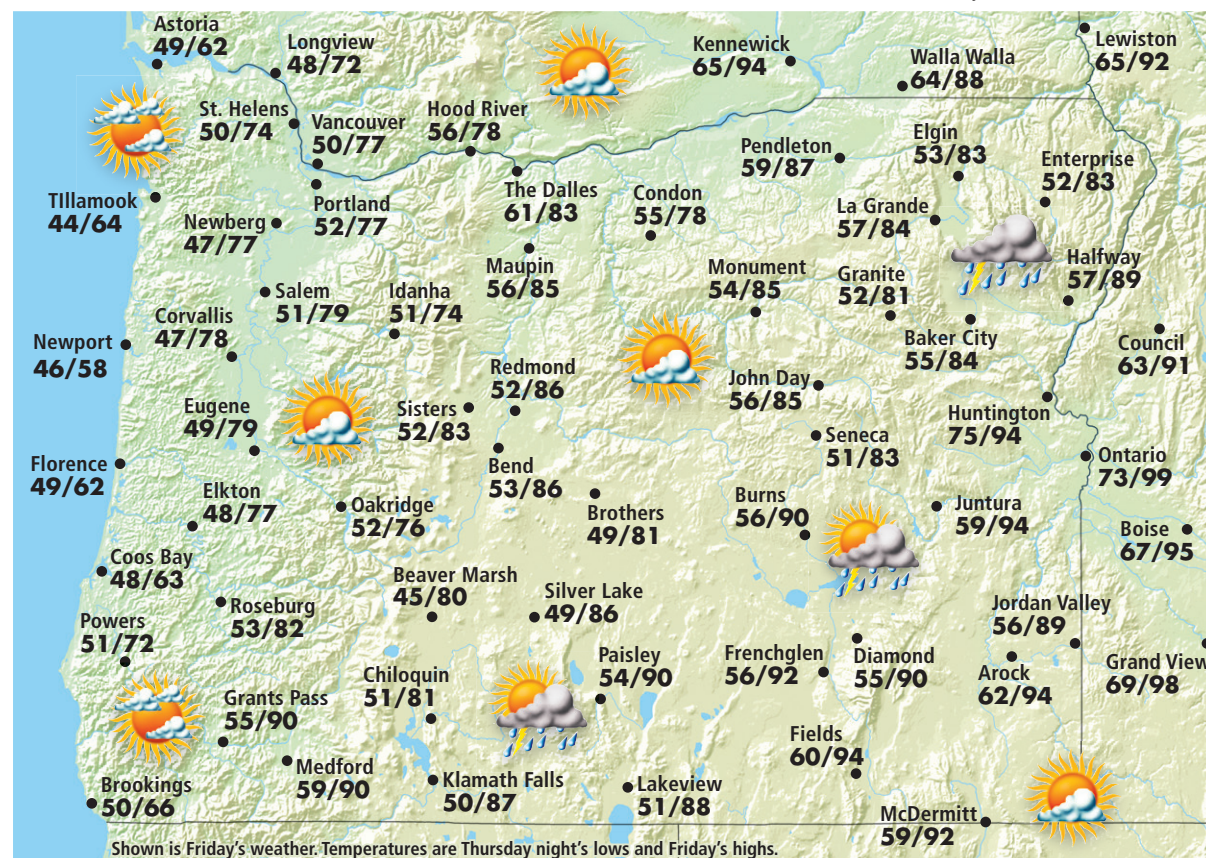 Astoria
49/62
Longview
48/72
Kennewick
65/94
Walla Walla
64/88
Lewiston
65/92
St. Helens
50/74
Vancouver
50/77
Hood River
56/78
Pendleton
59/87
Elgin
53/83
Enterprise
52/83
TIllamook
44/64
Newberg
47/77
Portland
52/77
The Dalles
61/83
Condon
55/78
La Grande
57/84
Maupin
56/85
Monument
54/85
Granite
52/81
Halfway
57/89
Salem
51/79
Idanha
51/74
Corvallis
47/78
Newport
46/58
Baker City
55/84
Council
63/91
Redmond
52/86
John Day
56/85
Eugene
49/79
Sisters
52/83
Huntington
75/94
Seneca
51/83
Florence
49/62
Bend
53/86
Ontario
73/99
Elkton
48/77
Oakridge
52/76
Brothers
49/81
Burns
56/90
Juntura
59/94
Boise
67/95
Coos Bay
48/63
Beaver Marsh
45/80
Silver Lake
49/86
Roseburg
53/82
Jordan Valley
56/89
Powers
51/72
Chiloquin
51/81
Paisley
54/90
Frenchglen
56/92
Diamond
55/90
Arock
62/94
Grand View
69/98
Grants Pass
55/90
Fields
60/94
Medford
59/90
Klamath Falls
50/87
Lakeview
51/88
Brookings
50/66
McDermitt
59/92
Shown is Friday's weather. Temperatures are Thursday night's lows and Friday's highs.